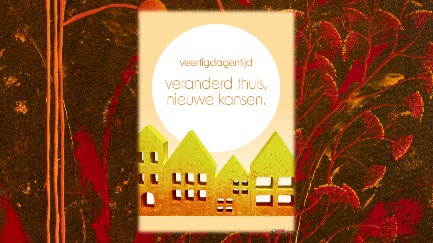 veertigdagentijd
veranderd thuis,
nieuwe kansen.